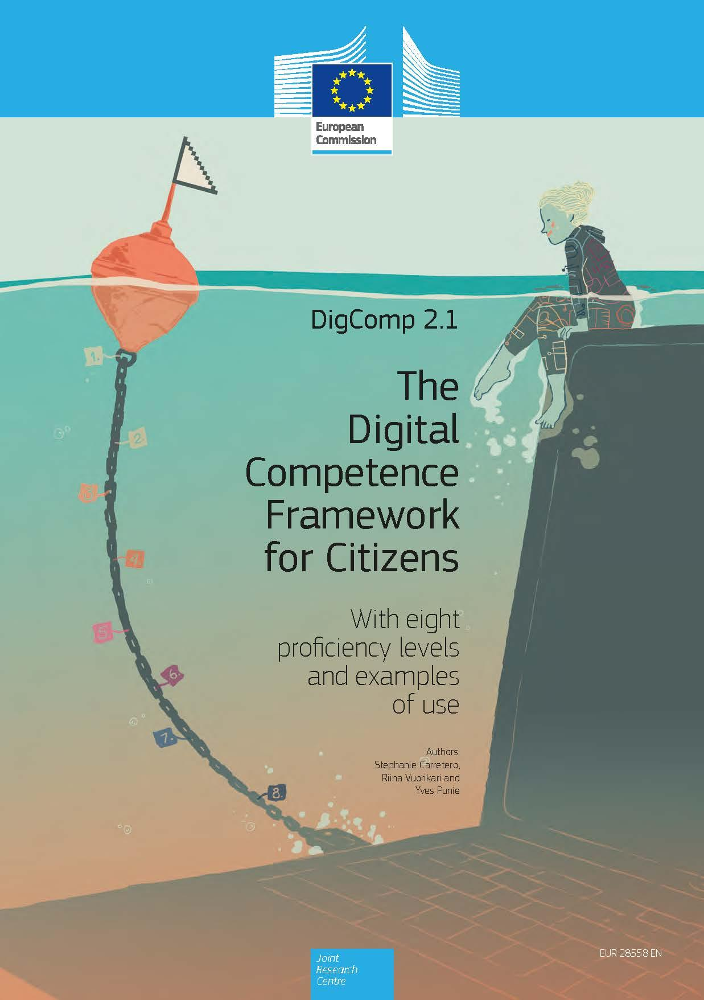 European
Commission
DigComp 2.1
The
Digital
Competence
Framework
for Citizens
With eight
proficiency levels
and examples
of use
Authors:
Stephanie Carretero,
Riina Vuorikari and
Yves Punie
1.
2.
3.
4.
5.
6.
7.
8.
EUR 28558 EN
Joint
Research
Centre